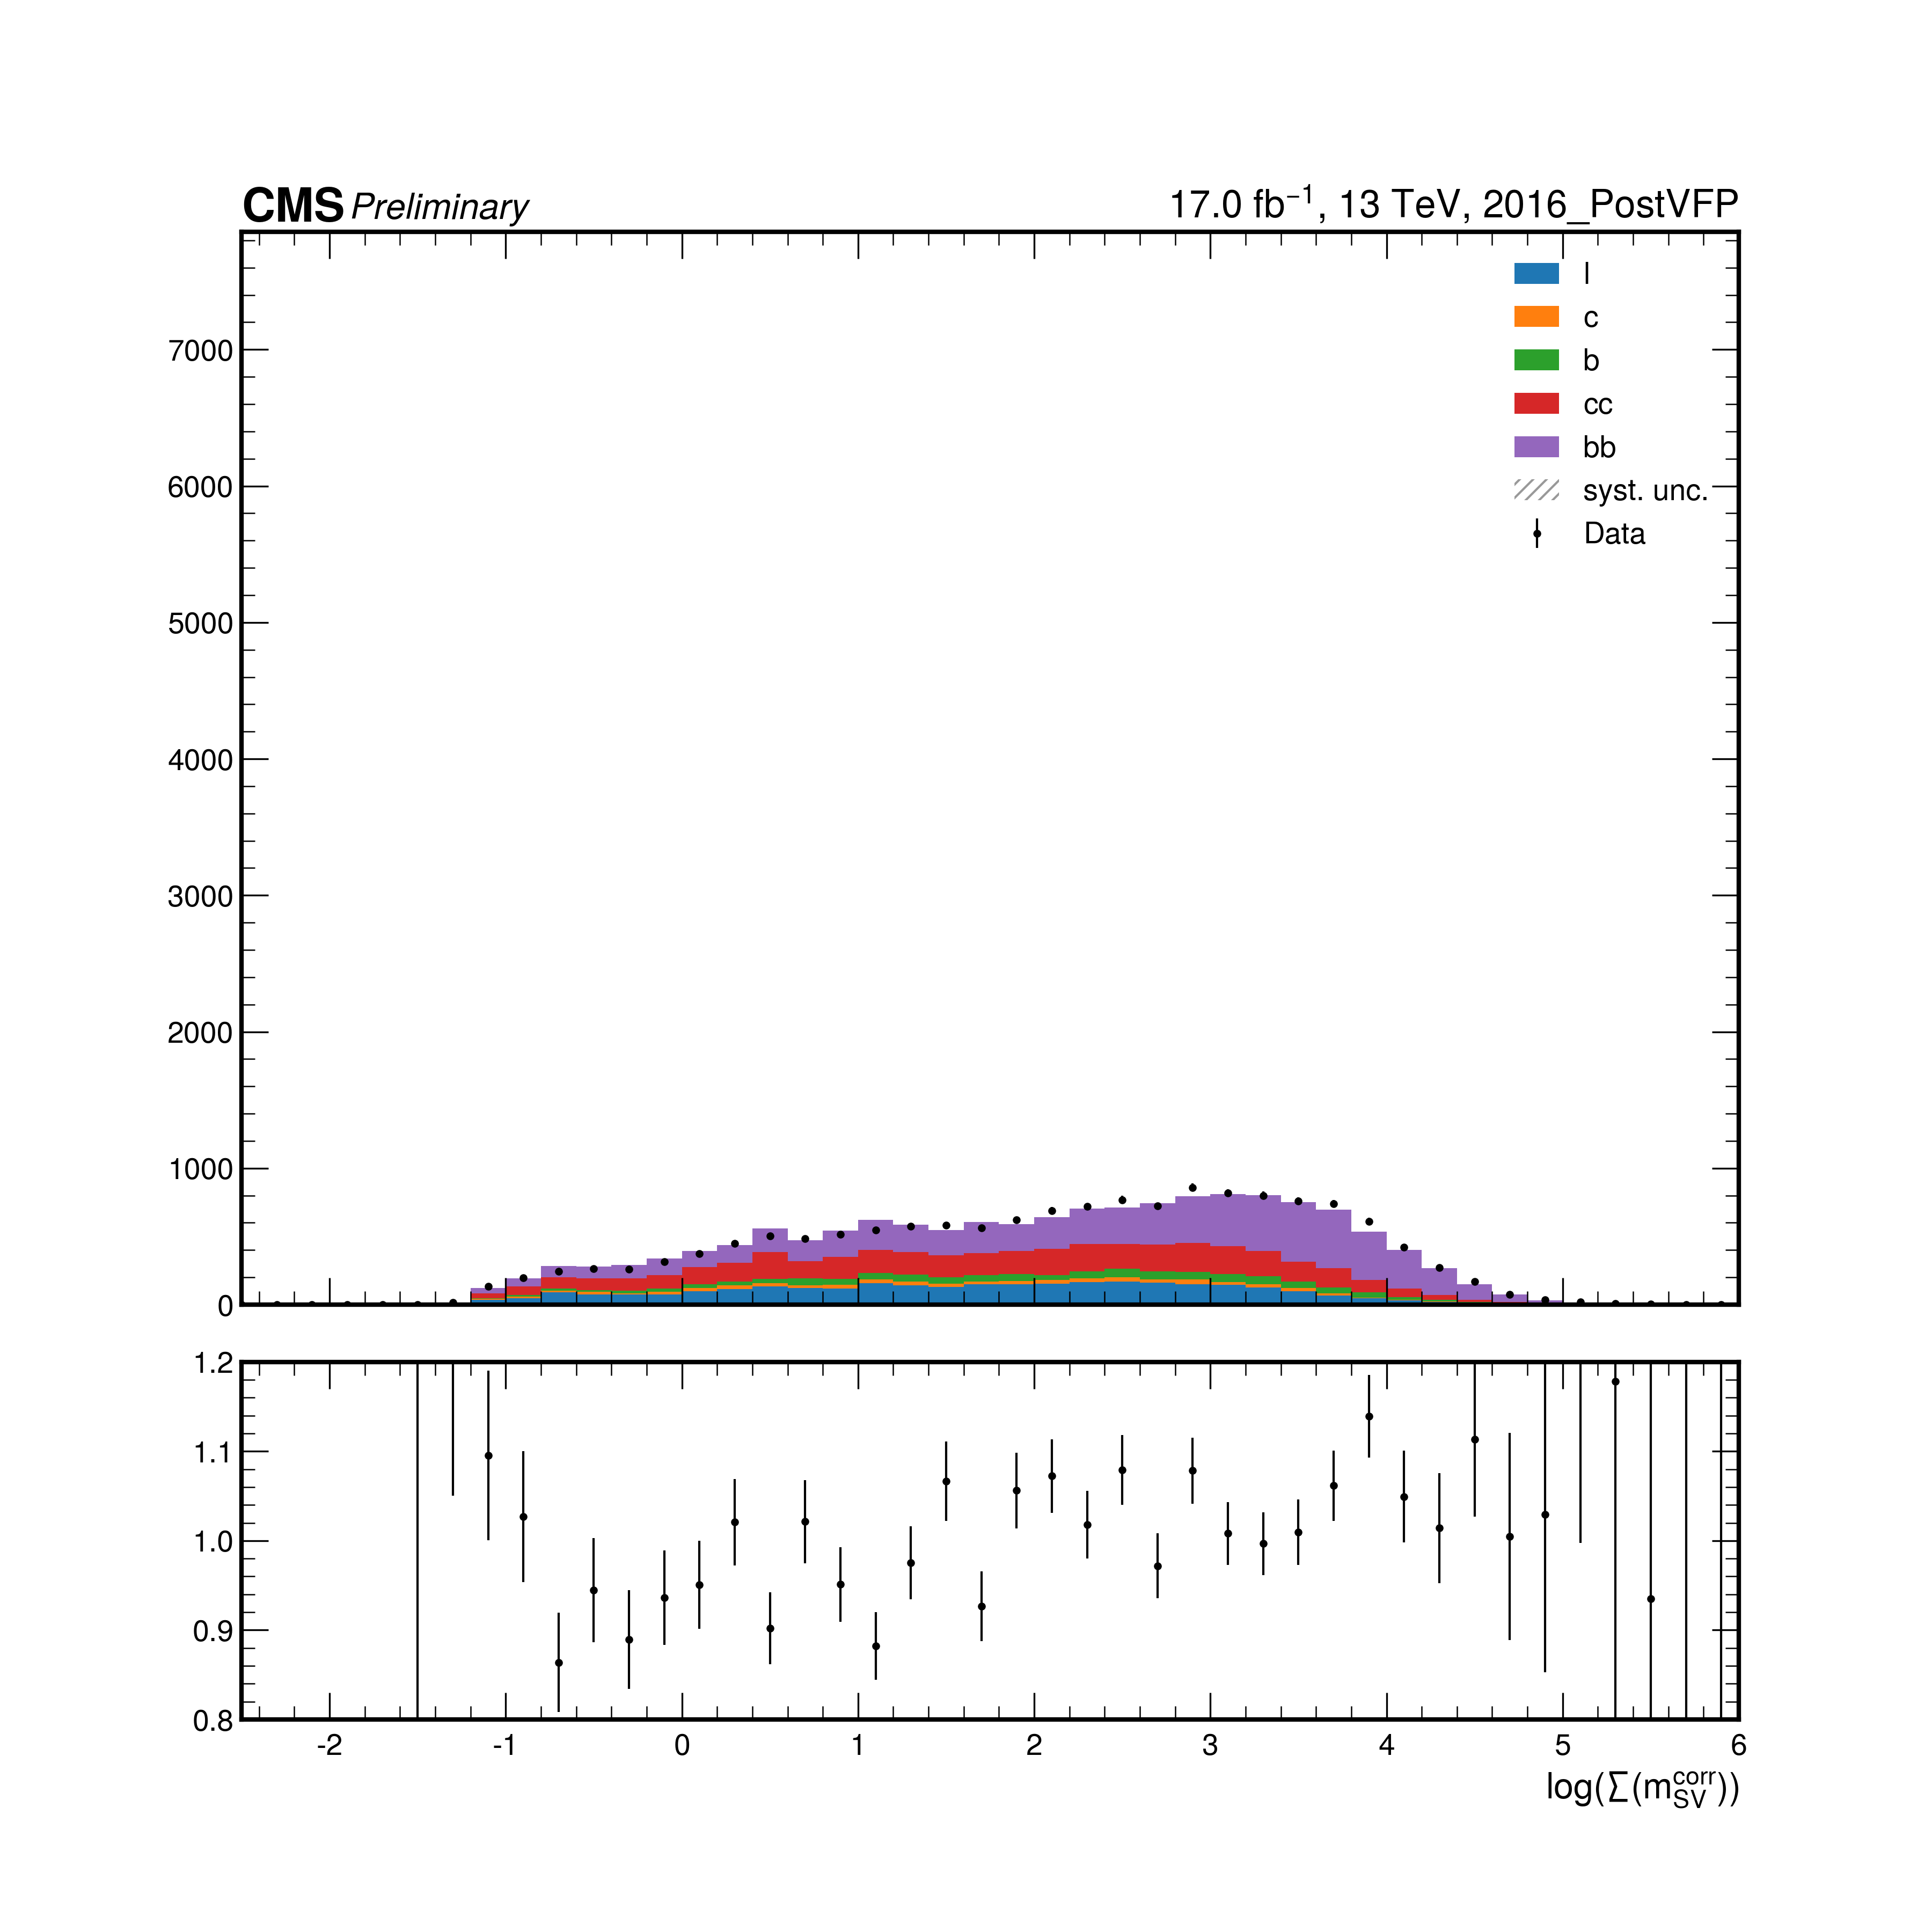 CMS Preliminary
17.0 fb⁻¹, 13 TeV, 2016_PostVFP
l
c
b
cc
bb
syst. unc.
Data
7000
6000
5000
4000
3000
2000
1000
0
1.2
1.1
1.0
0.9
0.8
-2 -1 0 1 2 3 4 5 6
log(Σ(m_SV^corr))